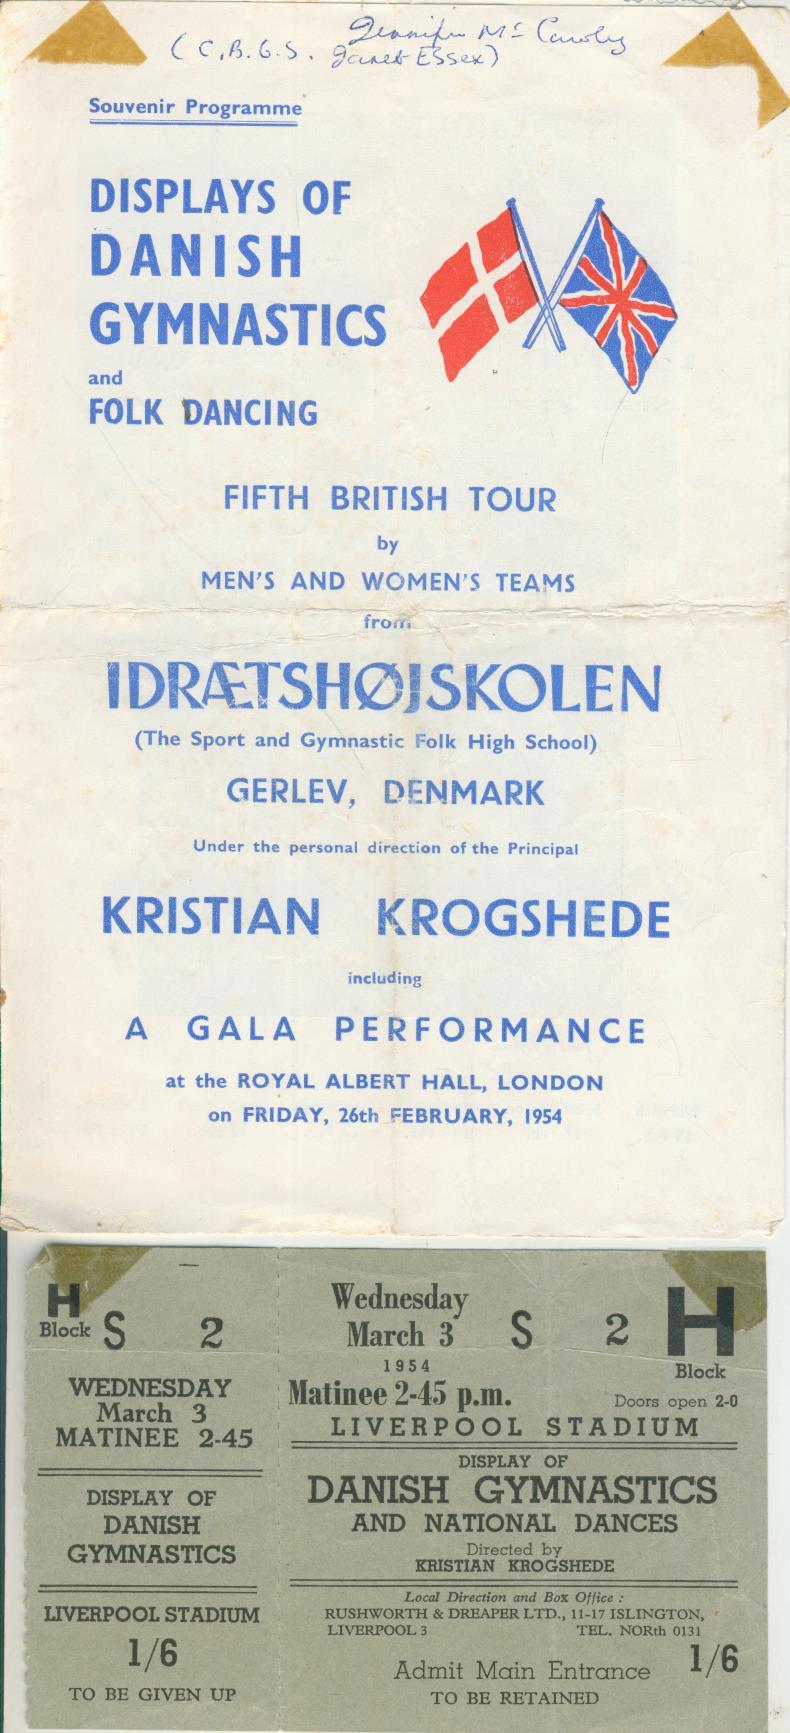 Jennifer Mc
(C.B.G.S. Janet Essex)
Souvenir Programme
DISPLAYS OF
DANISH
GYMNASTICS
and
FOLK DANCING
FIFTH BRITISH TOUR
by
MEN'S AND WOMEN'S TEAMS
from
IDRÆTSHØJSKOLEN
(The Sport and Gymnastic Folk High School)
GERLEV, DENMARK
Under the personal direction of the Principal
KRISTIAN KROGSHEDE
including
A GALA PERFORMANCE
at the ROYAL ALBERT HALL, LONDON
on FRIDAY, 26th FEBRUARY, 1954
H
Block S 2
WEDNESDAY
March 3
MATINEE 2-45
DISPLAY OF
DANISH
GYMNASTICS
LIVERPOOL STADIUM
1/6
TO BE GIVEN UP
Wednesday
March 3 S 2 H
1954
Block
Matinee 2-45 p.m. Doors open 2-0
LIVERPOOL STADIUM
DISPLAY OF
DANISH GYMNASTICS
AND NATIONAL DANCES
Directed by
KRISTIAN KROGSHEDE
Local Direction and Box Office :
RUSHWORTH & DREAPER LTD., 11-17 ISLINGTON,
LIVERPOOL 3 TEL. NORth 0131
Admit Main Entrance 1/6
TO BE RETAINED